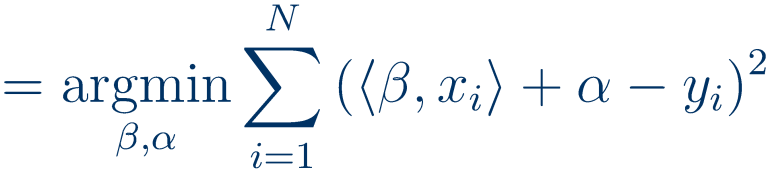 = argmin_{β,α} ∑_{i=1}^{N} (⟨β, x_i⟩ + α − y_i)^2